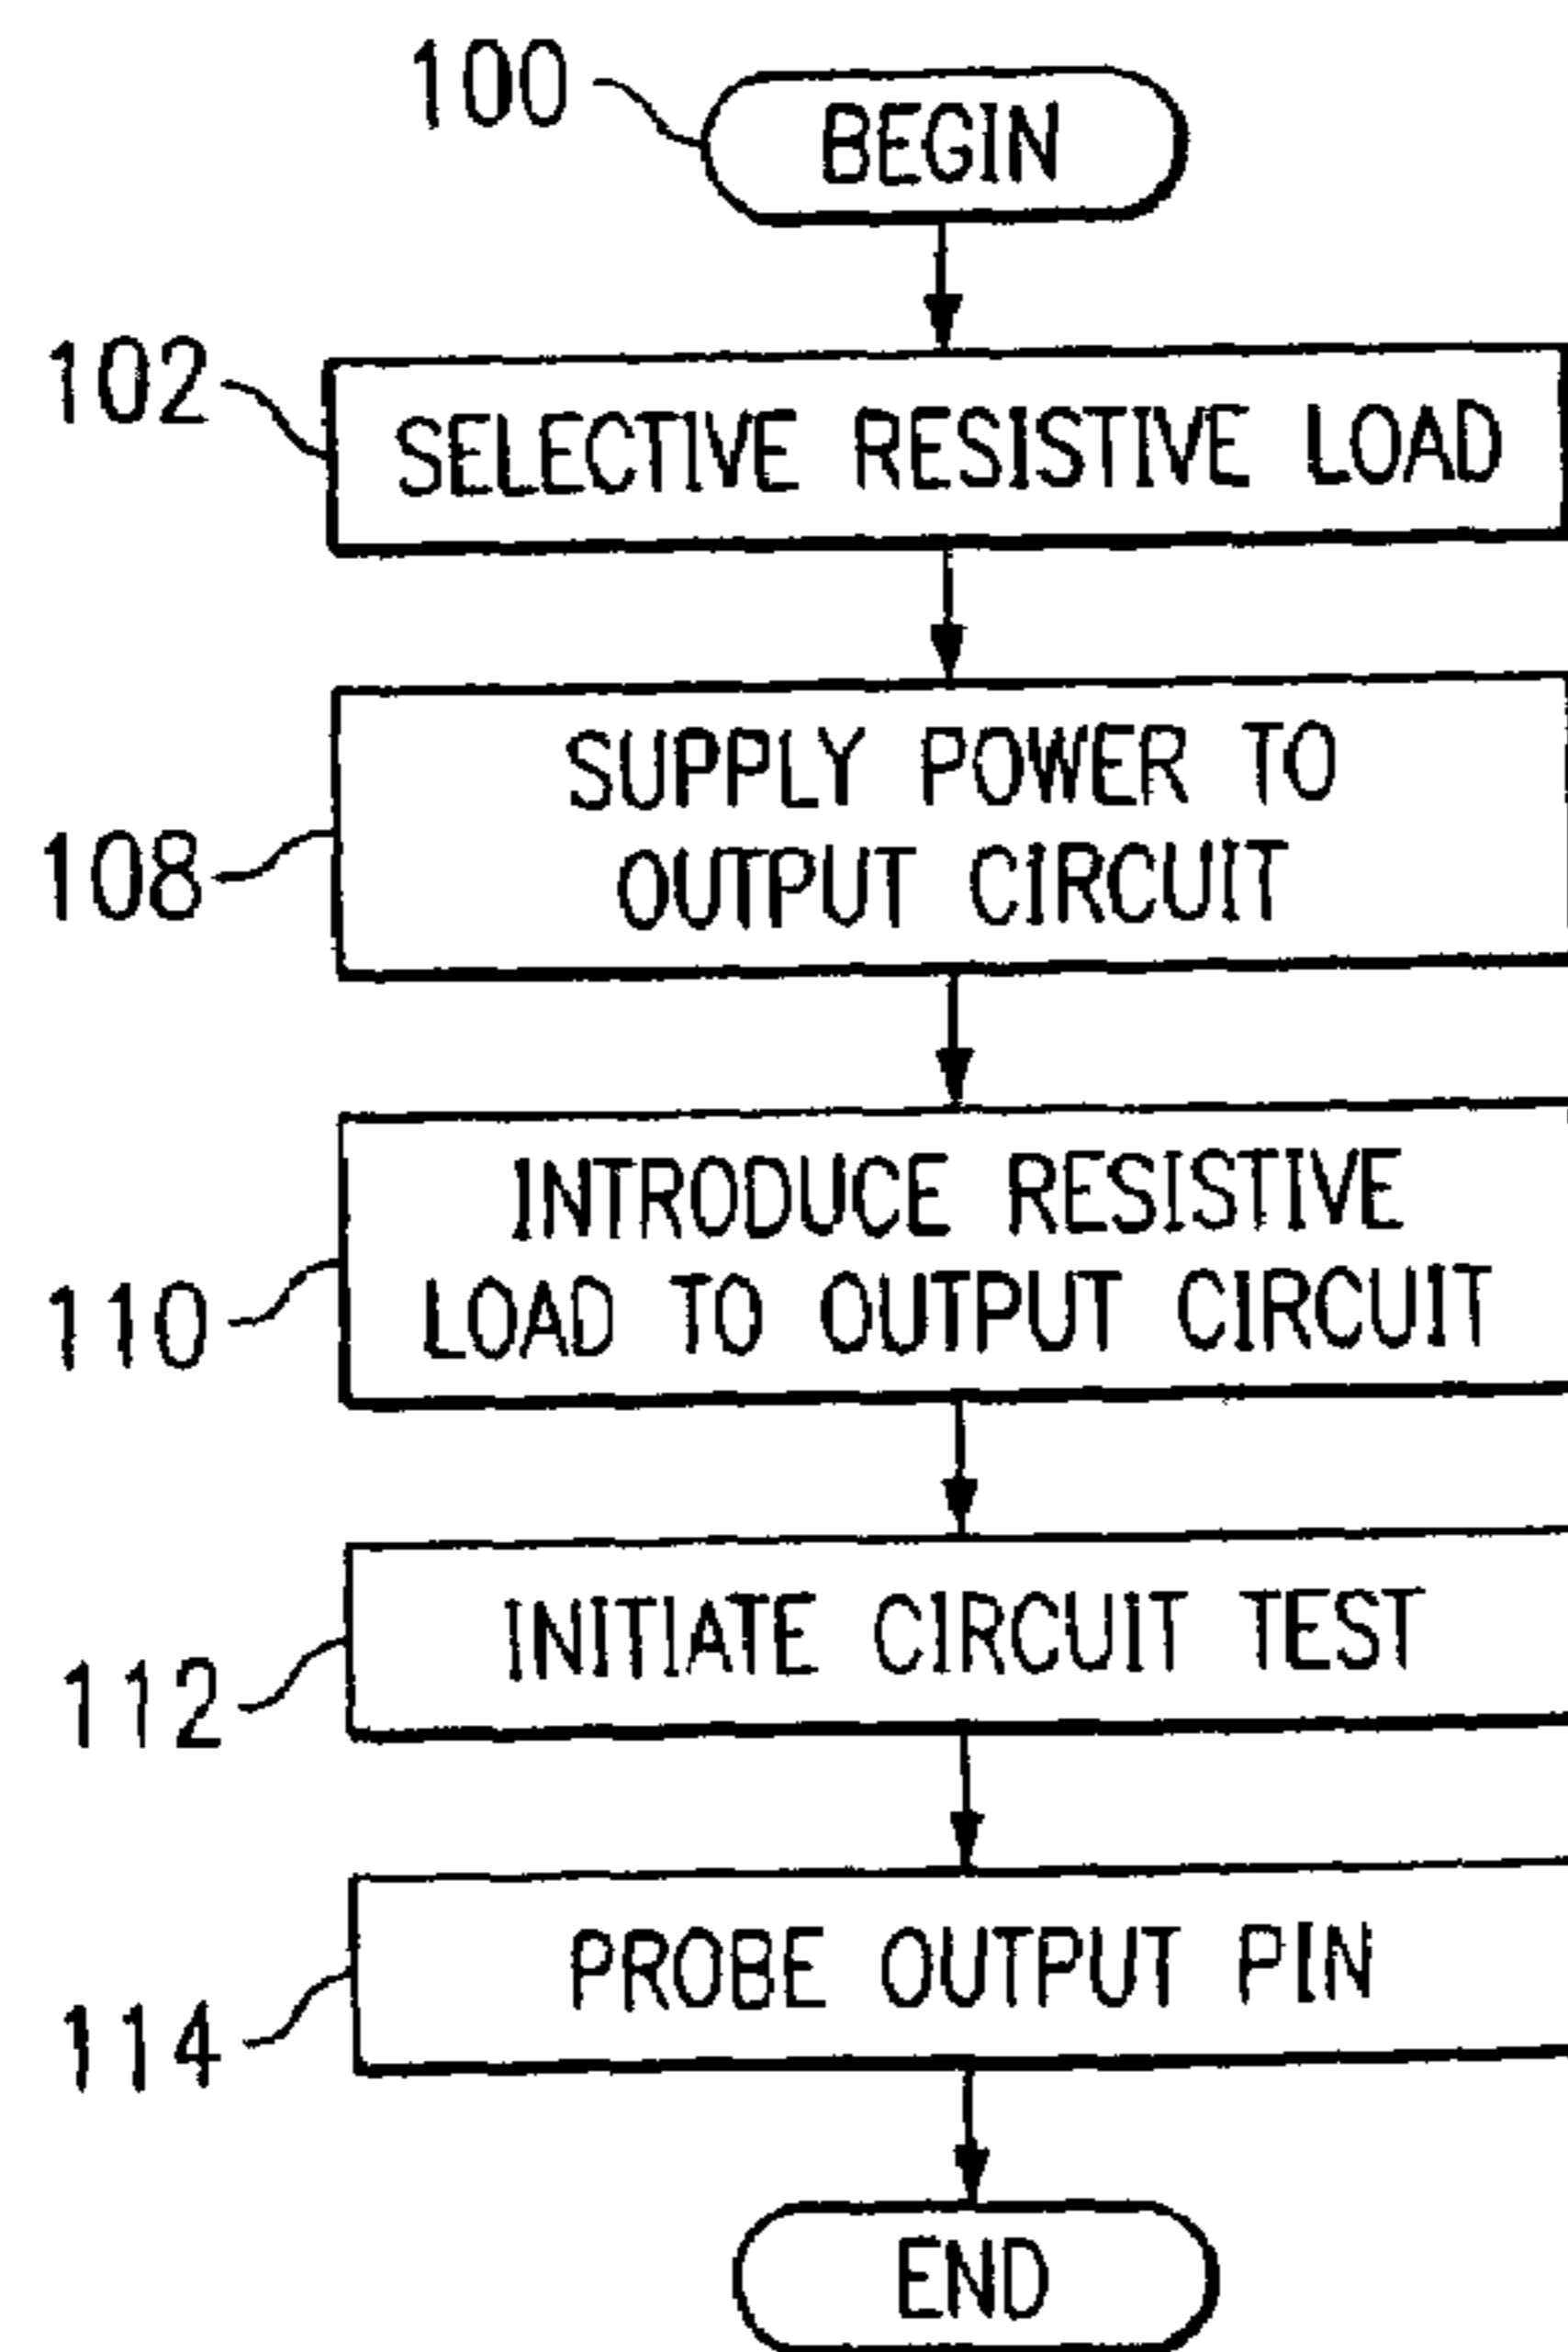 100 BEGIN
102 SELECTIVE RESISTIVE LOAD
SUPPLY POWER TO
108 OUTPUT CIRCUIT
INTRODUCE RESISTIVE
110 LOAD TO OUTPUT CIRCUIT
112 INITIATE CIRCUIT TEST
114 PROBE OUTPUT PIN
END